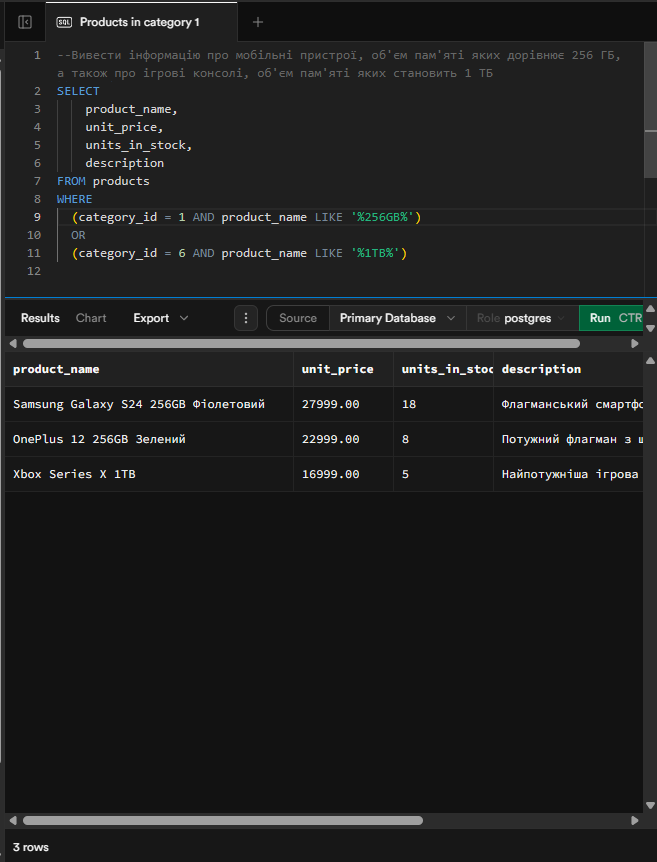 SQL Products in category 1 +
1 --Вивести інформацію про мобільні пристрої, об'єм пам'яті яких дорівнює 256 ГБ,
а також про ігрові консолі, об'єм пам'яті яких становить 1 ТБ
2 SELECT
3 product_name,
4 unit_price,
5 units_in_stock,
6 description
7 FROM products
8 WHERE
9 (category_id = 1 AND product_name LIKE '%256GB%')
10 OR
11 (category_id = 6 AND product_name LIKE '%1TB%')
12
Results Chart Export Source Primary Database Role postgres Run CTR
product_name unit_price units_in_stoc description
Samsung Galaxy S24 256GB Фіолетовий 27999.00 18 Флагманський смартфо
OnePlus 12 256GB Зелений 22999.00 8 Потужний флагман з ш
Xbox Series X 1TB 16999.00 5 Найпотужніша ігрова
3 rows